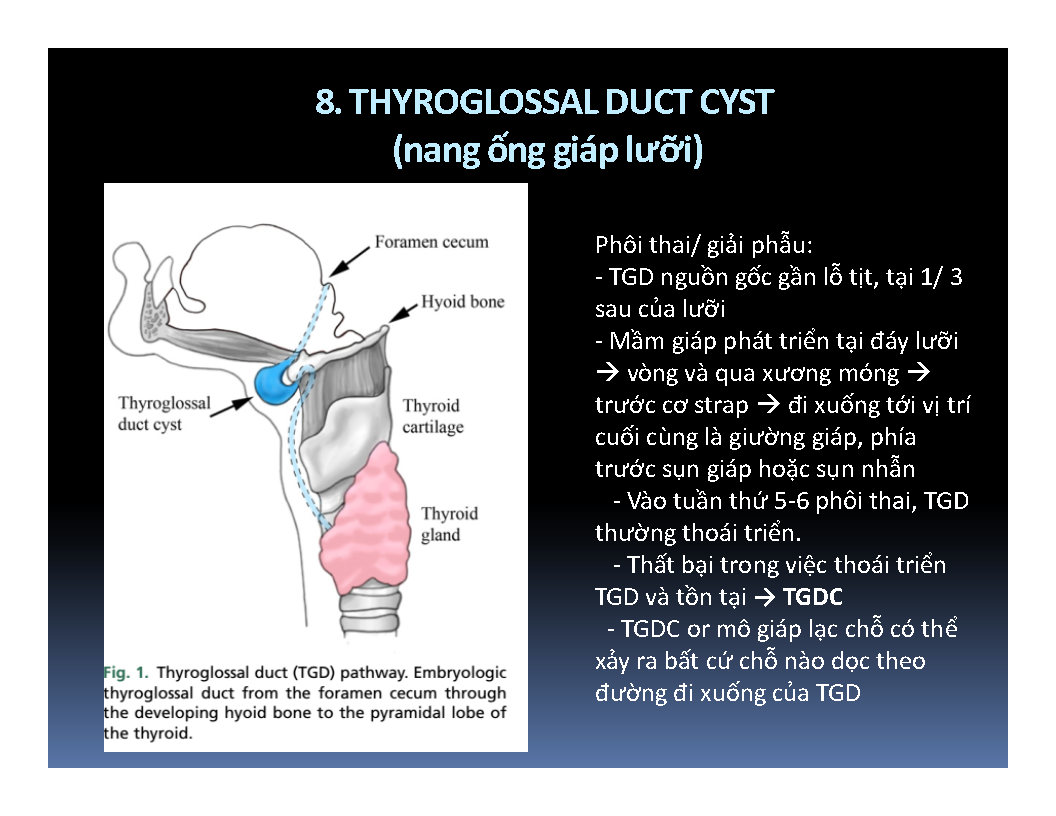 8. THYROGLOSSAL DUCT CYST
(nang ống giáp lưỡi)
Foramen cecum
Hyoid bone
Thyroglossal
duct cyst
Thyroid
cartilage
Thyroid
gland
Fig. 1. Thyroglossal duct (TGD) pathway. Embryologic
thyroglossal duct from the foramen cecum through
the developing hyoid bone to the pyramidal lobe of
the thyroid.
Phôi thai/ giải phẫu:
- TGD nguồn gốc gần lỗ tịt, tại 1/ 3
sau của lưỡi
- Mầm giáp phát triển tại đáy lưỡi
→ vòng và qua xương móng →
trước cơ strap → đi xuống tới vị trí
cuối cùng là giường giáp, phía
trước sụn giáp hoặc sụn nhẫn
- Vào tuần thứ 5-6 phôi thai, TGD
thường thoái triển.
- Thất bại trong việc thoái triển
TGD và tồn tại → TGDC
- TGDC or mô giáp lạc chỗ có thể
xảy ra bất cứ chỗ nào dọc theo
đường đi xuống của TGD